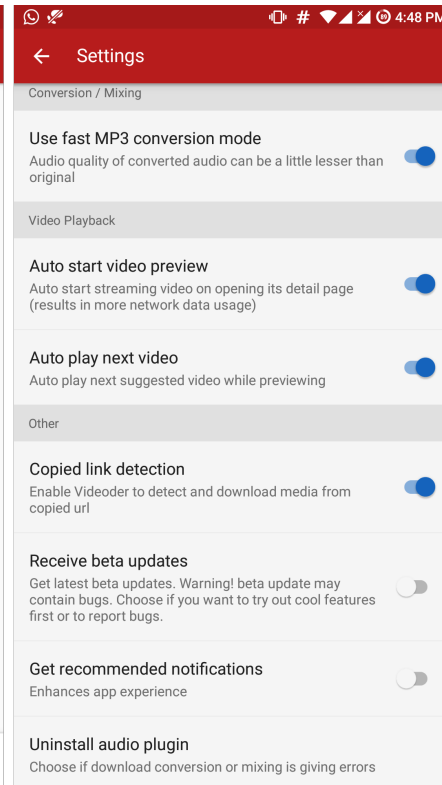 # 89 4:48 PM
Settings
Conversion / Mixing
Use fast MP3 conversion mode
Audio quality of converted audio can be a little lesser than
original
Video Playback
Auto start video preview
Auto start streaming video on opening its detail page
(results in more network data usage)
Auto play next video
Auto play next suggested video while previewing
Other
Copied link detection
Enable Videoder to detect and download media from
copied url
Receive beta updates
Get latest beta updates. Warning! beta update may
contain bugs. Choose if you want to try out cool features
first or to report bugs.
Get recommended notifications
Enhances app experience
Uninstall audio plugin
Choose if download conversion or mixing is giving errors